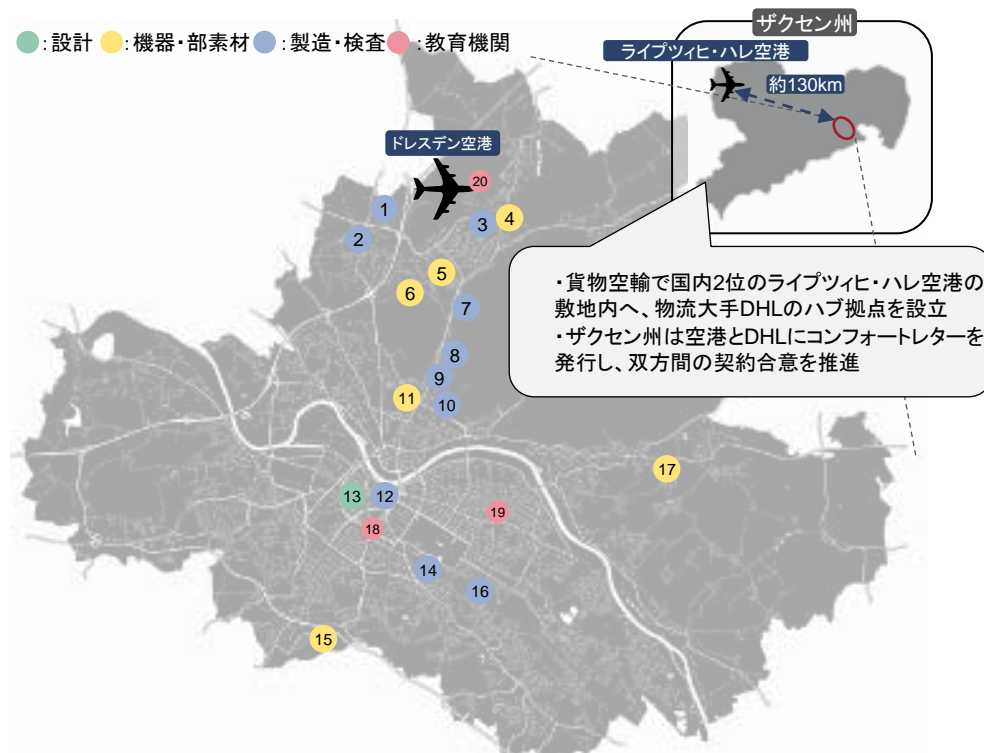 :設計 :機器・部素材 :製造・検査 :教育機関
ザクセン州
ライプツィヒ・ハレ空港
約130km
ドレスデン空港
20
1
2
3
4
5
6
7
・貨物空輸で国内2位のライプツィヒ・ハレ空港の
敷地内へ、物流大手DHLのハブ拠点を設立
・ザクセン州は空港とDHLにコンフォートレターを
発行し、双方間の契約合意を推進
8
9
10
11
17
13
12
18
19
14
16
15